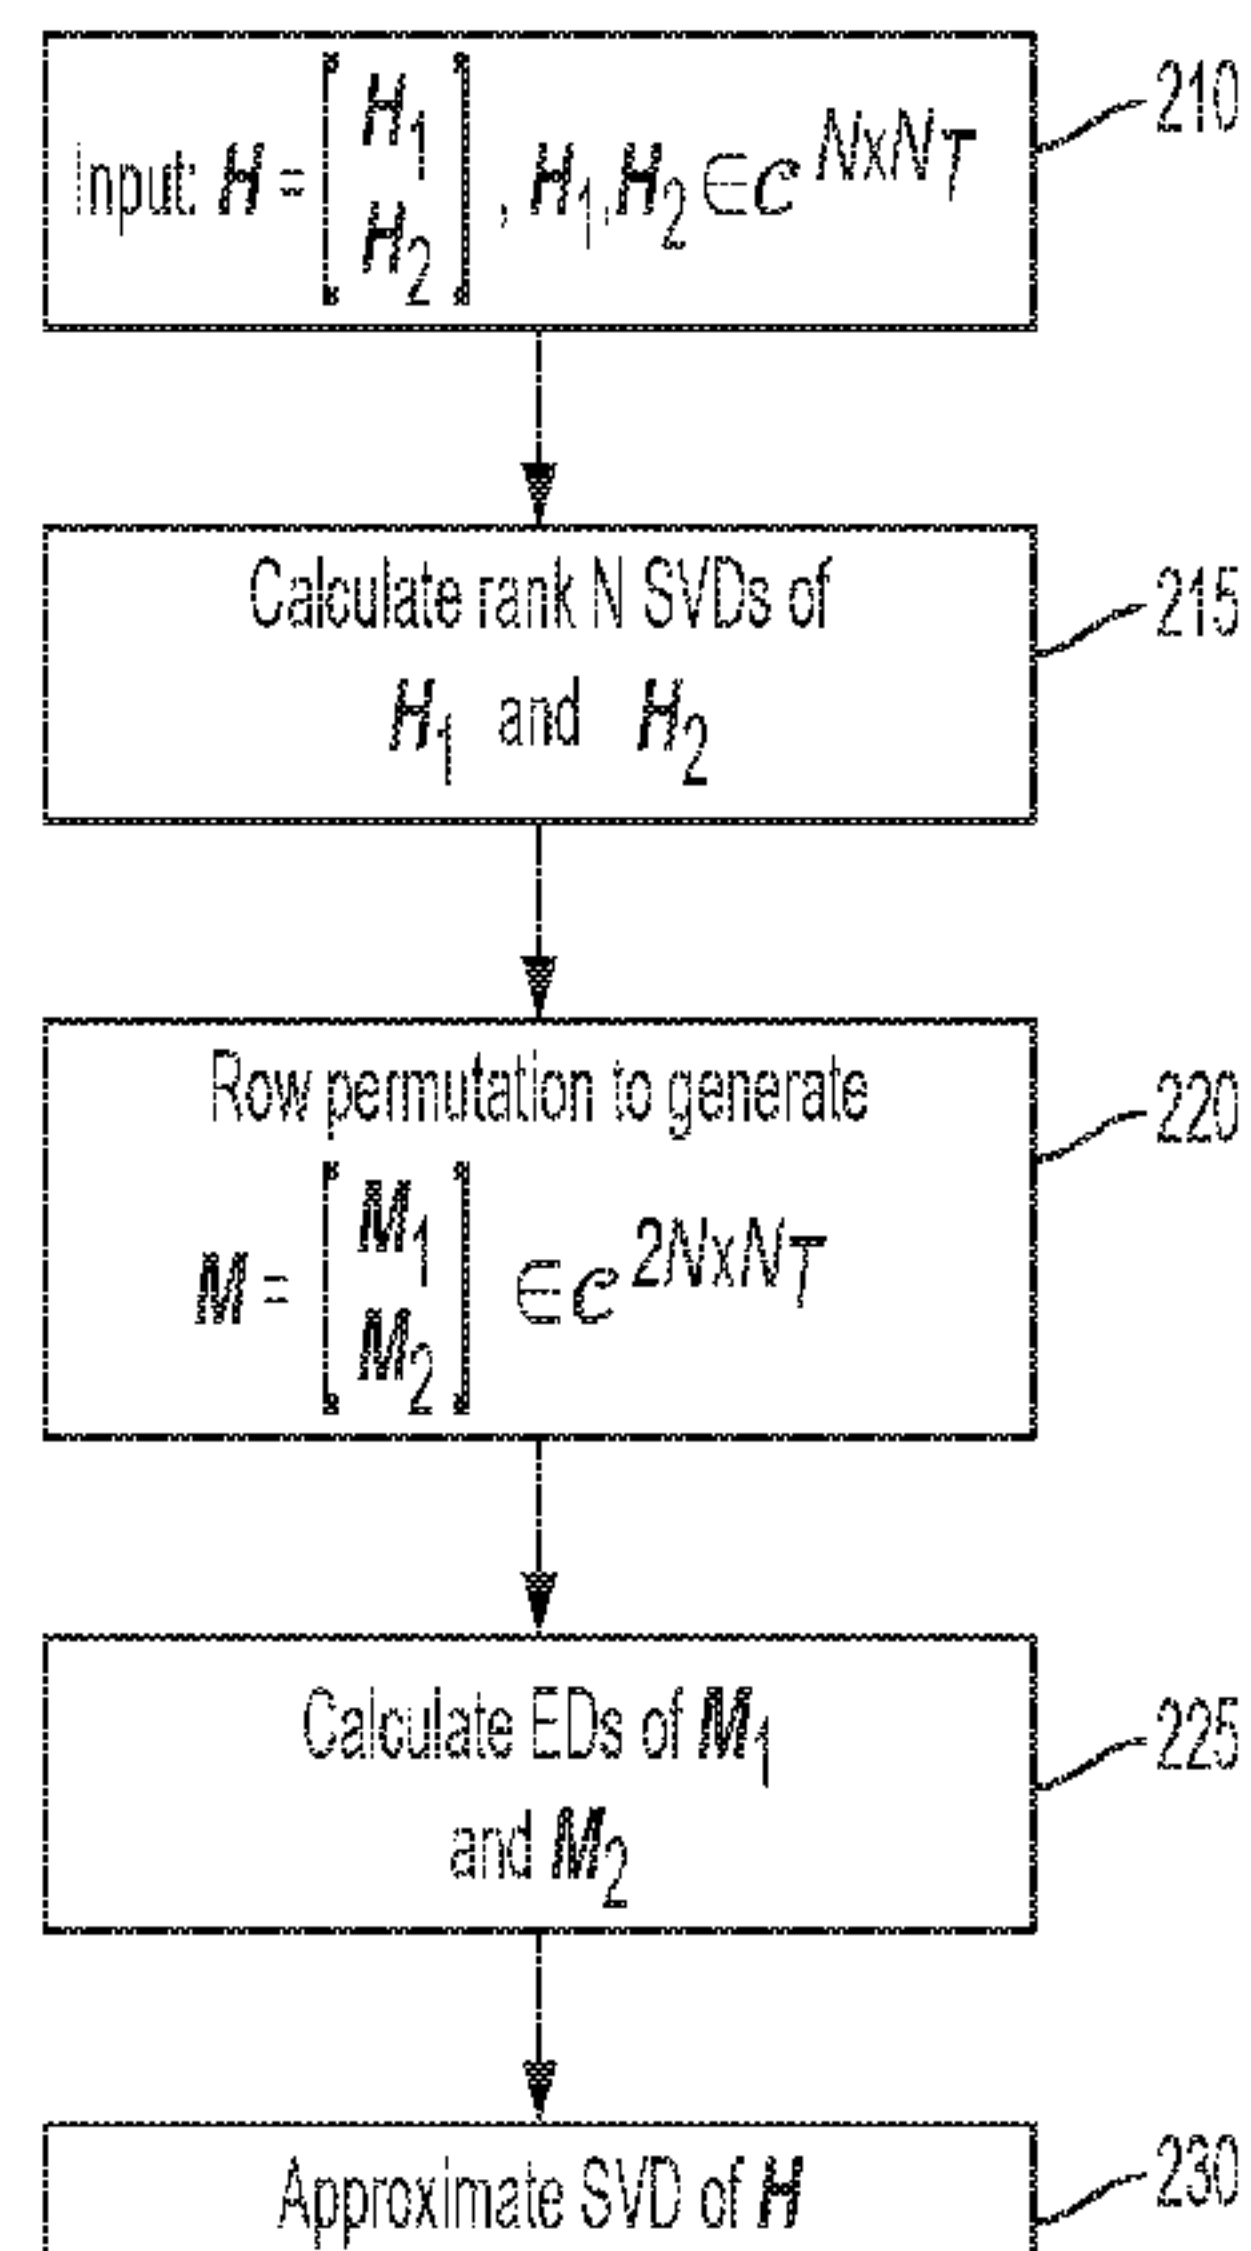 Input: H = [ H1 H2 ] , H1,H2 ∈ C^NxNT
210
Calculate rank N SVDs of
H1 and H2
215
Row permutation to generate
M = [ M1 M2 ] ∈ C^2NxNT
220
Calculate EDs of M1
and M2
225
Approximate SVD of H
230